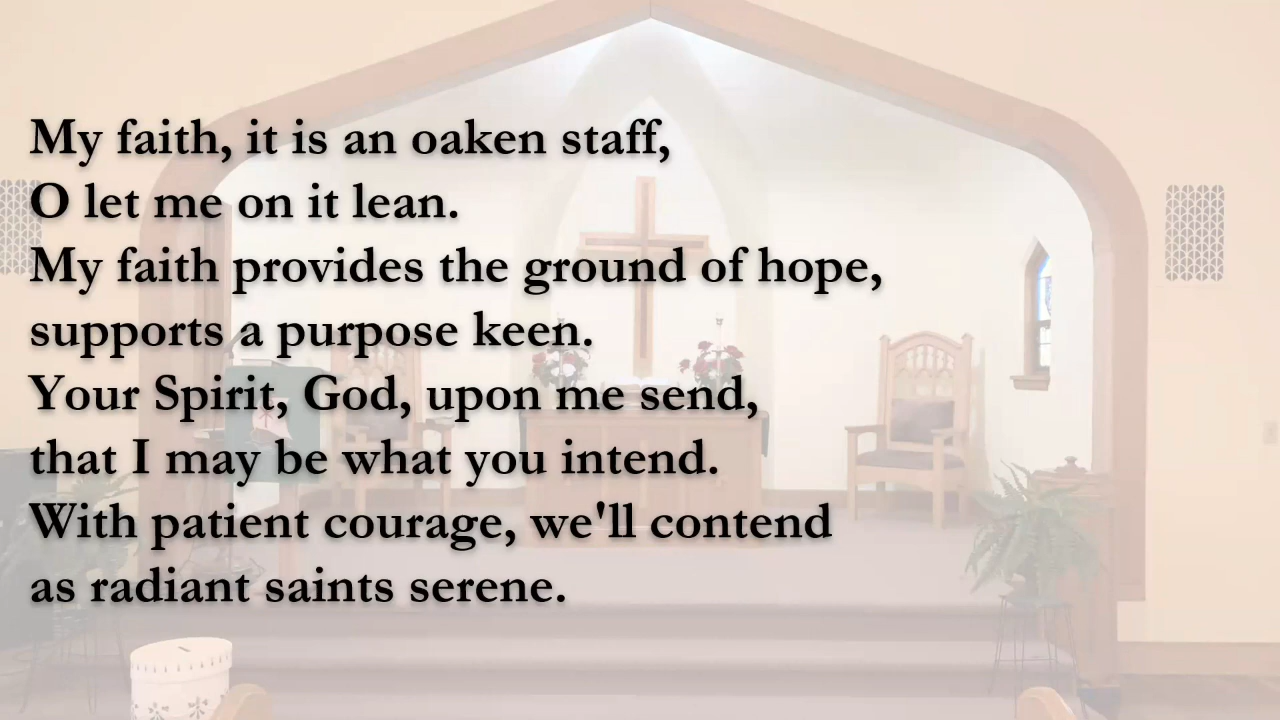 My faith, it is an oaken staff,
O let me on it lean.
My faith provides the ground of hope,
supports a purpose keen.
Your Spirit, God, upon me send,
that I may be what you intend.
With patient courage, we'll contend
as radiant saints serene.